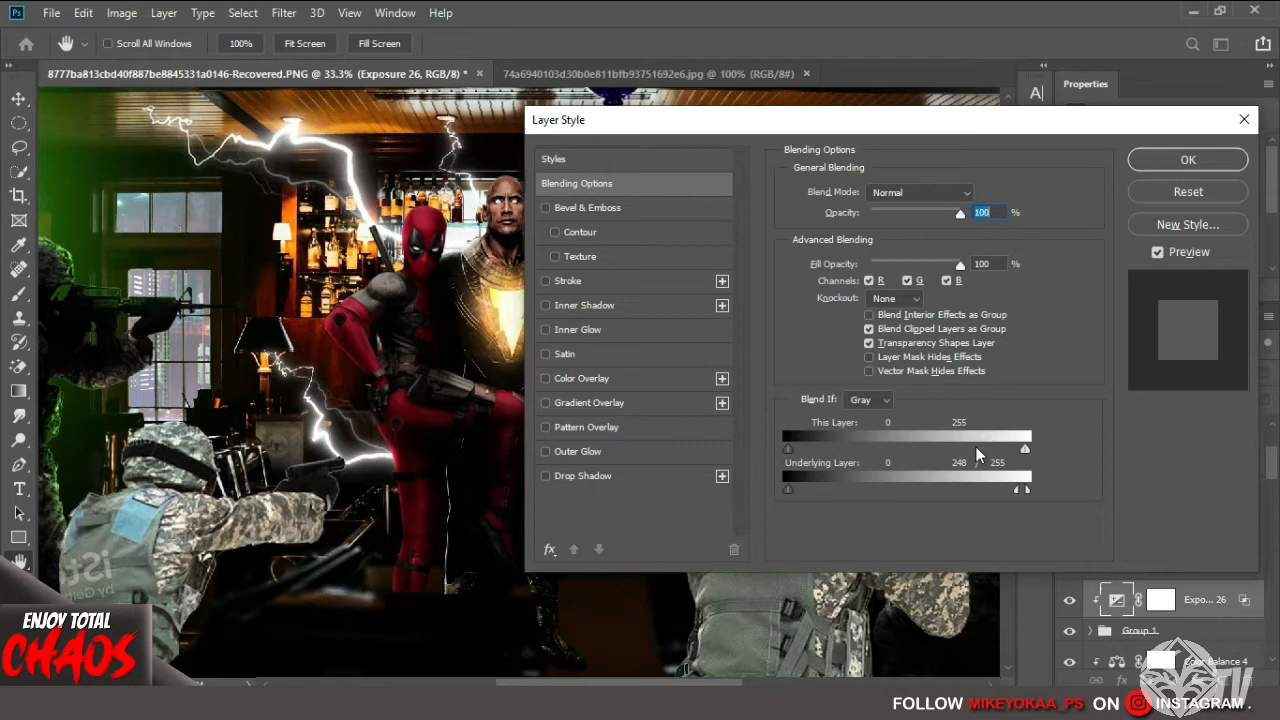 Ps File Edit Image Layer Type Select Filter 3D View Window Help
Scroll All Windows 100% Fit Screen Fill Screen
8777ba813cbd40f887be8845331a0146-Recovered.PNG @ 33.3% (Exposure 26, RGB/8) * 74a6940103d30b0e811bfb93751692e6.jpg @ 100% (RGB/8#)
Properties
Layer Style
Styles
Blending Options
Bevel & Emboss
Contour
Texture
Stroke
Inner Shadow
Inner Glow
Satin
Color Overlay
Gradient Overlay
Pattern Overlay
Outer Glow
Drop Shadow
fx
Blending Options
General Blending
Blend Mode: Normal
Opacity: 100 %
Advanced Blending
Fill Opacity: 100 %
Channels: R G B
Knockout: None
Blend Interior Effects as Group
Blend Clipped Layers as Group
Transparency Shapes Layer
Layer Mask Hides Effects
Vector Mask Hides Effects
Blend If: Gray
This Layer: 0 255
Underlying Layer: 0 248 / 255
OK
Reset
New Style...
Preview
Expo... 26
Group 1
Color Balance 4
iSt
by Ge
ENJOY TOTAL
CHAOS
TV
FOLLOW MIKEYOKAA_PS ON INSTAGRAM .